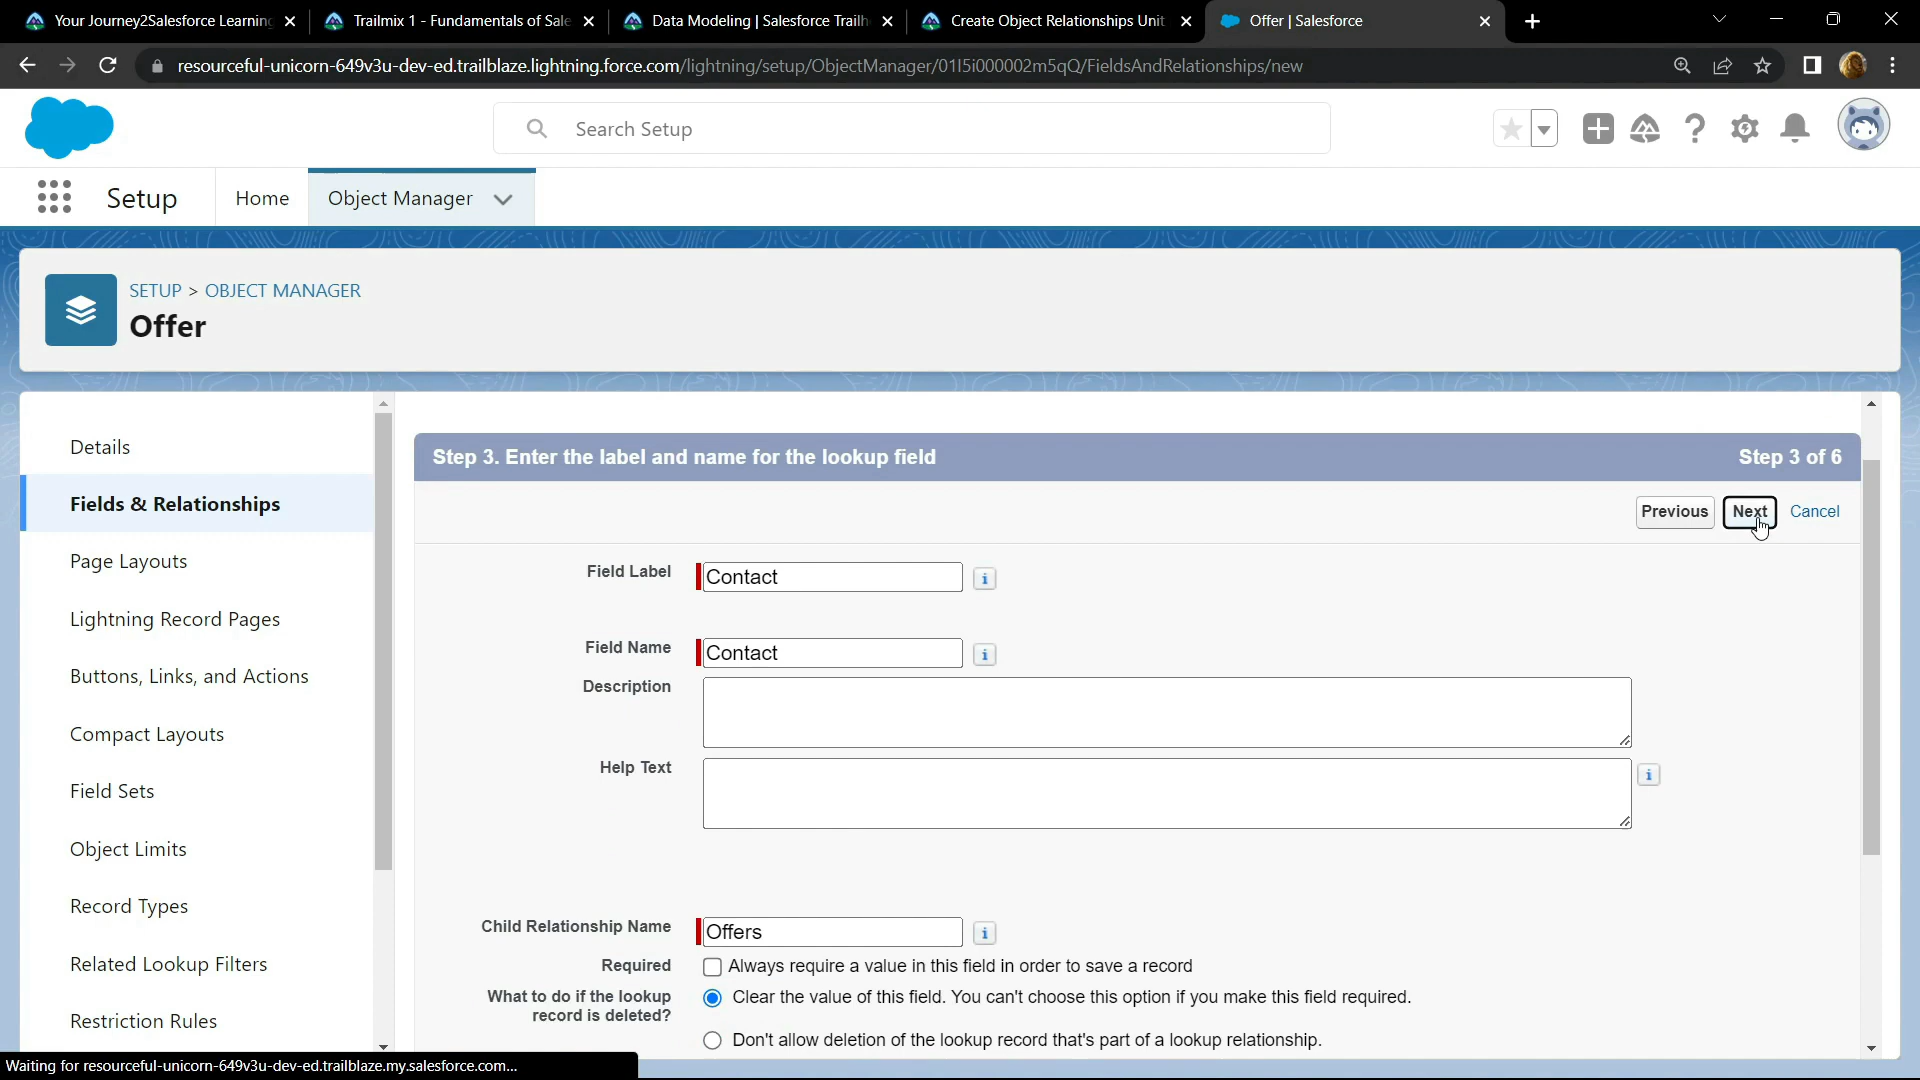 Your Journey2Salesforce Learning
Trailmix 1 - Fundamentals of Sale
Data Modeling | Salesforce Trailh
Create Object Relationships Unit
Offer | Salesforce
resourceful-unicorn-649v3u-dev-ed.trailblaze.lightning.force.com/lightning/setup/ObjectManager/01I5i000002m5qQ/FieldsAndRelationships/new
Search Setup
Setup
Home
Object Manager
SETUP > OBJECT MANAGER
Offer
Details
Fields & Relationships
Page Layouts
Lightning Record Pages
Buttons, Links, and Actions
Compact Layouts
Field Sets
Object Limits
Record Types
Related Lookup Filters
Restriction Rules
Step 3. Enter the label and name for the lookup field
Step 3 of 6
Previous
Next
Cancel
Field Label
Contact
i
Field Name
Contact
i
Description
Help Text
i
Child Relationship Name
Offers
i
Required
Always require a value in this field in order to save a record
What to do if the lookup
record is deleted?
Clear the value of this field. You can't choose this option if you make this field required.
Don't allow deletion of the lookup record that's part of a lookup relationship.
Waiting for resourceful-unicorn-649v3u-dev-ed.trailblaze.my.salesforce.com...